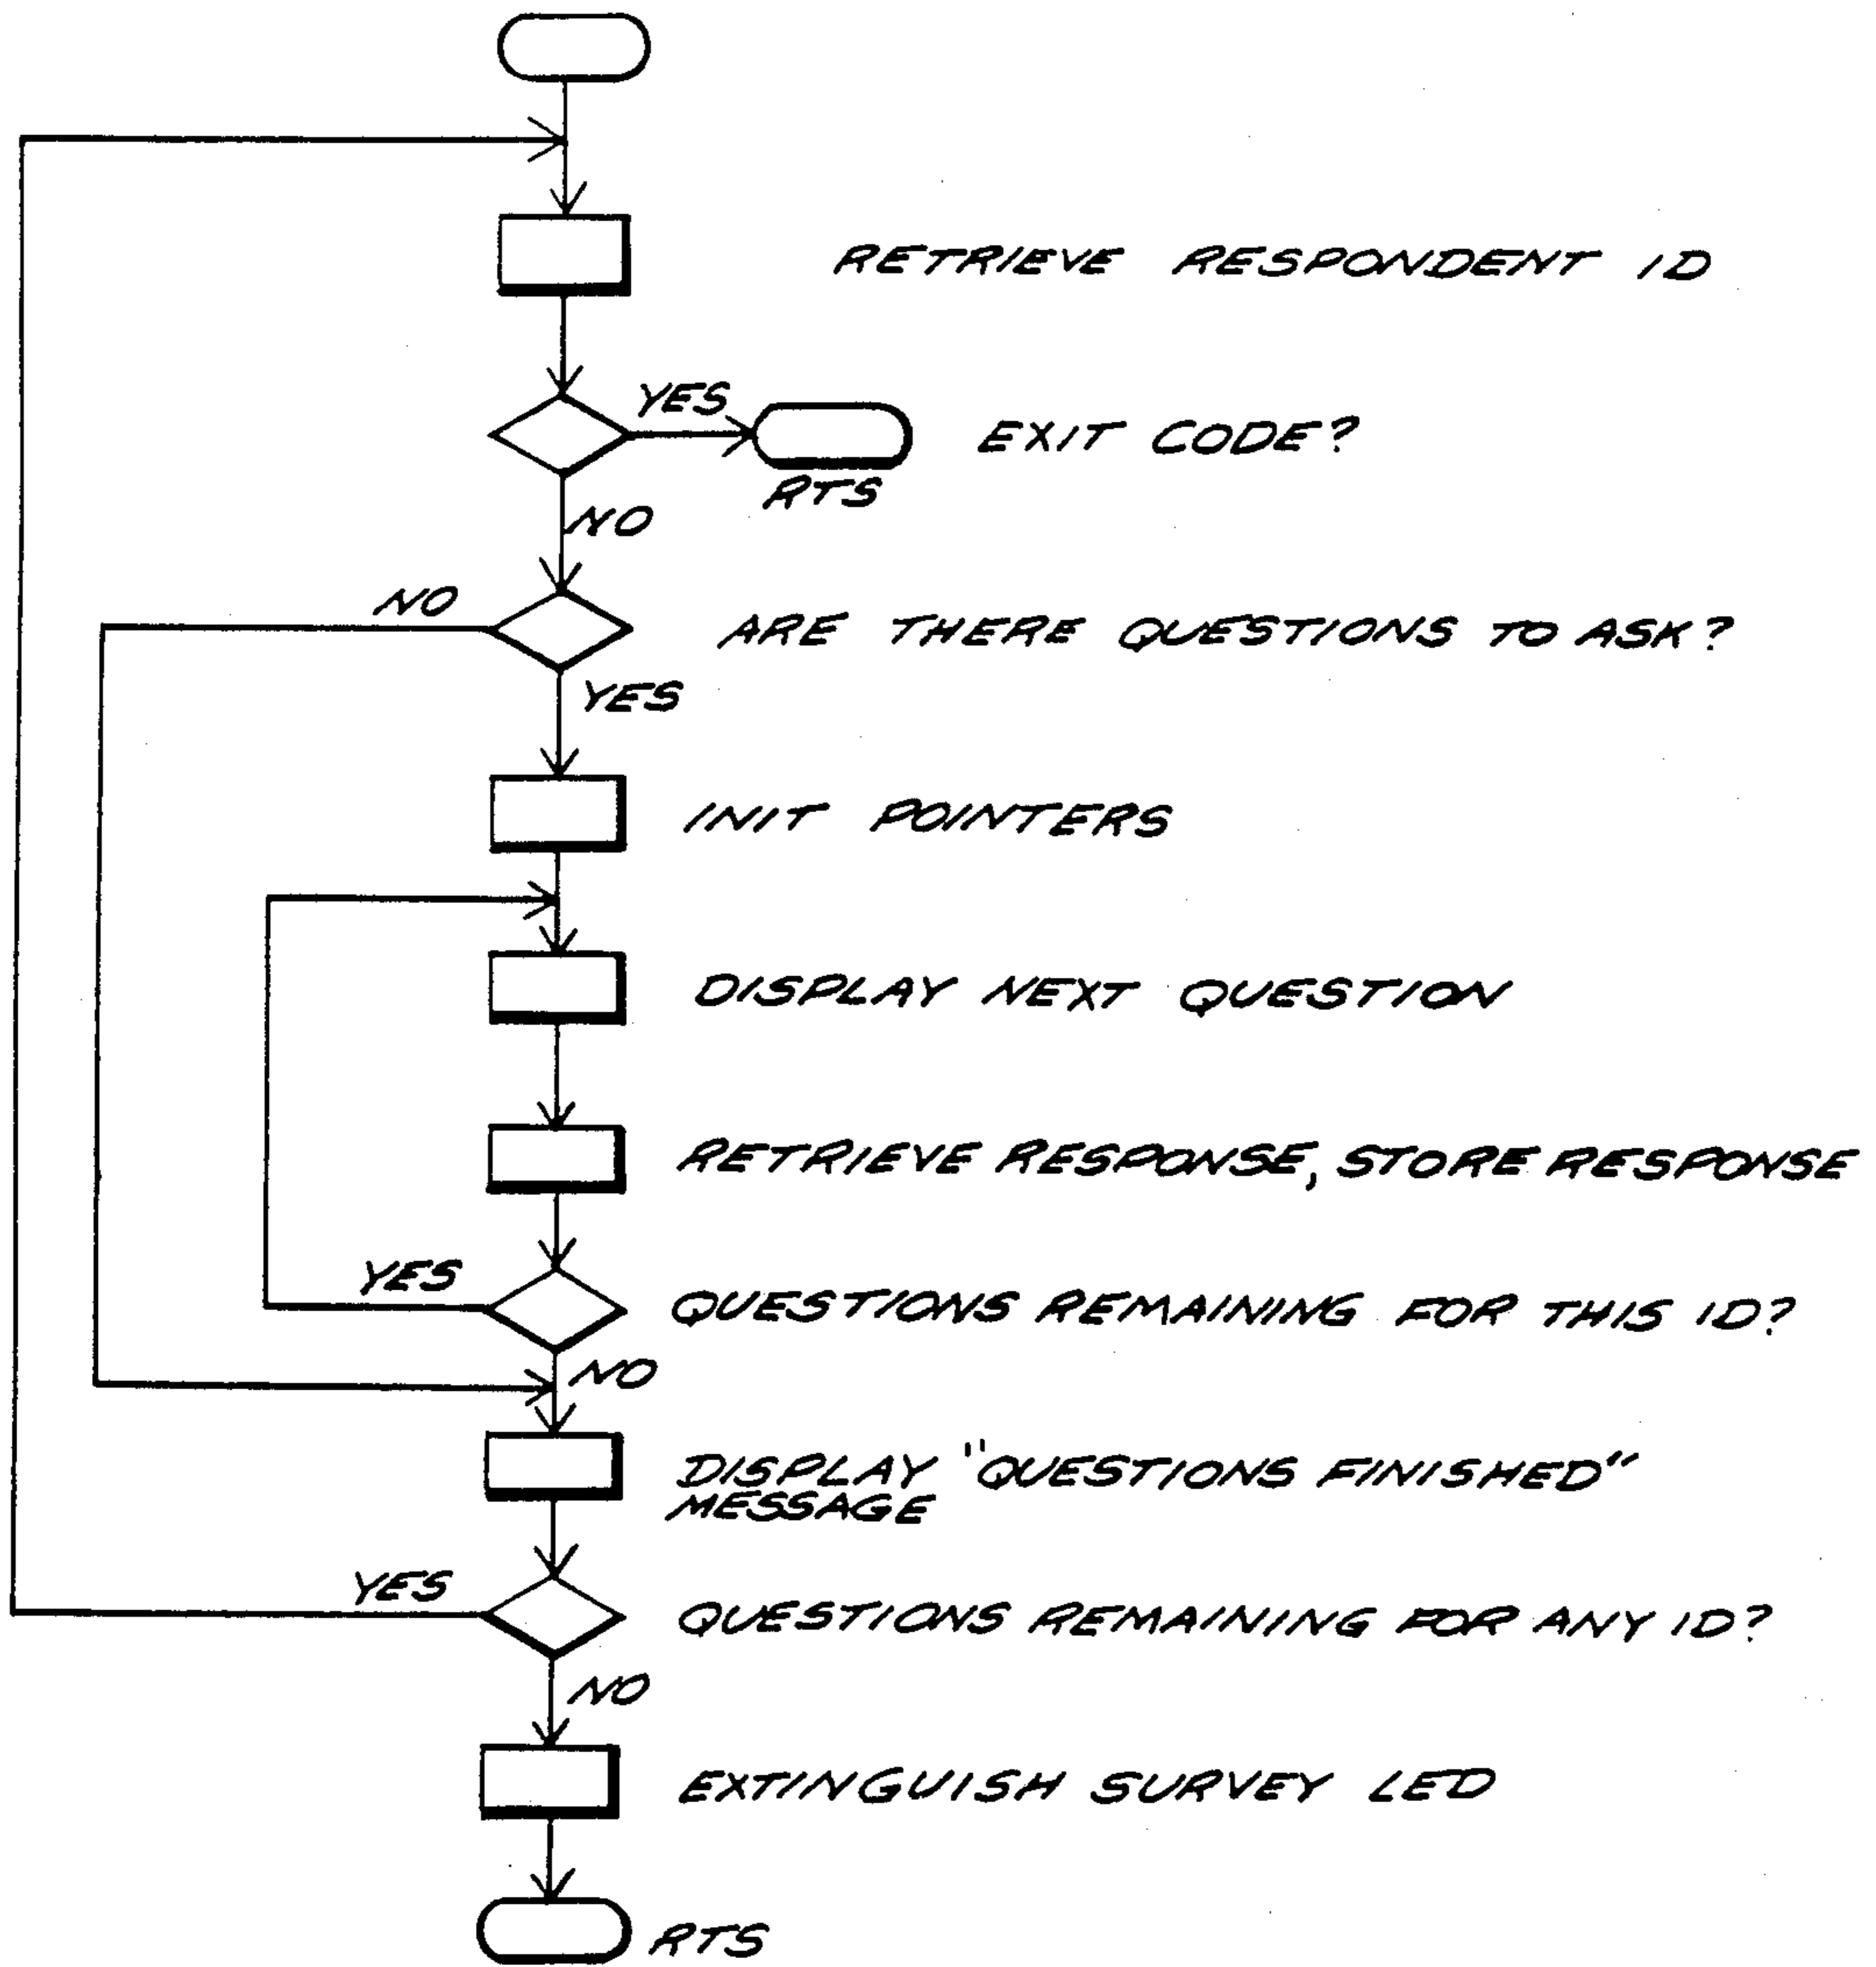 RETRIEVE RESPONDENT ID
YES
EXIT CODE?
RTS
NO
NO
ARE THERE QUESTIONS TO ASK?
YES
INIT POINTERS
DISPLAY NEXT QUESTION
RETRIEVE RESPONSE, STORE RESPONSE
YES
QUESTIONS REMAINING FOR THIS ID?
NO
DISPLAY "QUESTIONS FINISHED"
MESSAGE
YES
QUESTIONS REMAINING FOR ANY ID?
NO
EXTINGUISH SURVEY LED
RTS